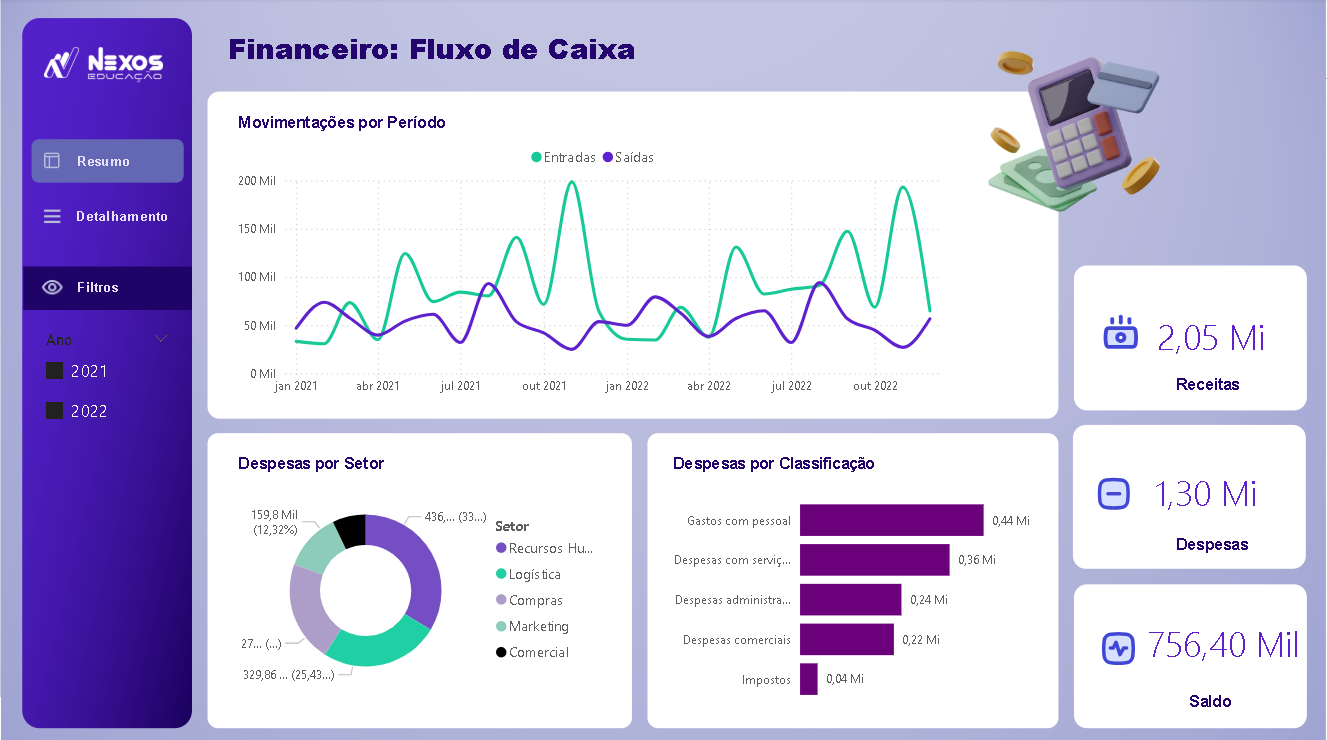 NEXOS
EDUCAÇÃO
Resumo
Detalhamento
Filtros
Ano
2021
2022
Financeiro: Fluxo de Caixa
Movimentações por Período
Entradas Saídas
200 Mil
150 Mil
100 Mil
50 Mil
0 Mil
jan 2021 abr 2021 jul 2021 out 2021 jan 2022 abr 2022 jul 2022 out 2022
Despesas por Setor
159,8 Mil
(12,32%)
436,... (33...)
27... (...)
329,86 ... (25,43...)
Setor
Recursos Hu...
Logística
Compras
Marketing
Comercial
Despesas por Classificação
Gastos com pessoal 0,44 Mi
Despesas com serviç... 0,36 Mi
Despesas administra... 0,24 Mi
Despesas comerciais 0,22 Mi
Impostos 0,04 Mi
2,05 Mi
Receitas
1,30 Mi
Despesas
756,40 Mil
Saldo